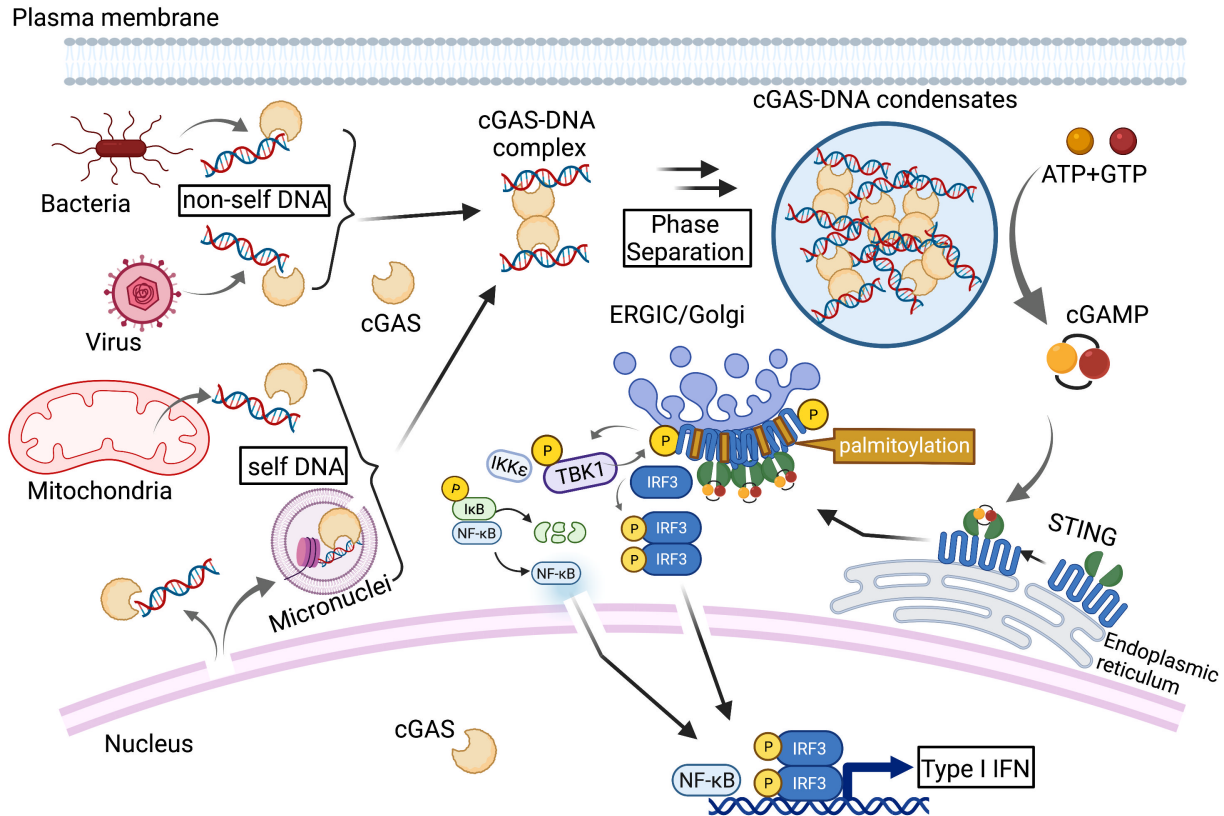 Plasma membrane
cGAS-DNA condensates
cGAS-DNA
complex
ATP+GTP
Bacteria
non-self DNA
Phase
Separation
Virus
cGAS
ERGIC/Golgi
cGAMP
Mitochondria
self DNA
Micronuclei
P
P
palmitoylation
P
IKKε
TBK1
IRF3
P
IκB
NF-κB
P
IRF3
P
IRF3
NF-κB
STING
Endoplasmic
reticulum
Nucleus
cGAS
P
IRF3
P
IRF3
NF-κB
Type I IFN